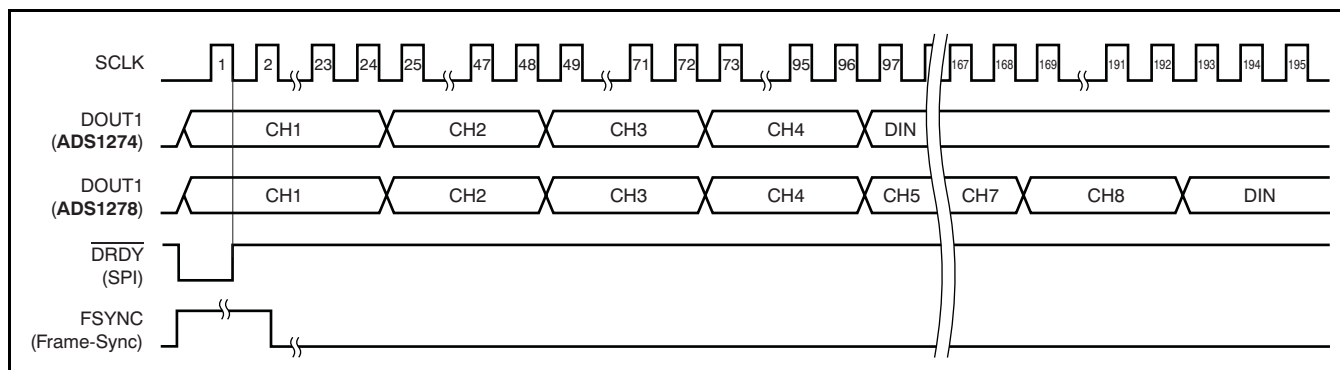 SCLK 1 2 23 24 25 47 48 49 71 72 73 95 96 97 167 168 169 191 192 193 194 195
DOUT1
(ADS1274)
CH1 CH2 CH3 CH4 DIN
DOUT1
(ADS1278)
CH1 CH2 CH3 CH4 CH5 CH7 CH8 DIN
DRDY
(SPI)
FSYNC
(Frame-Sync)